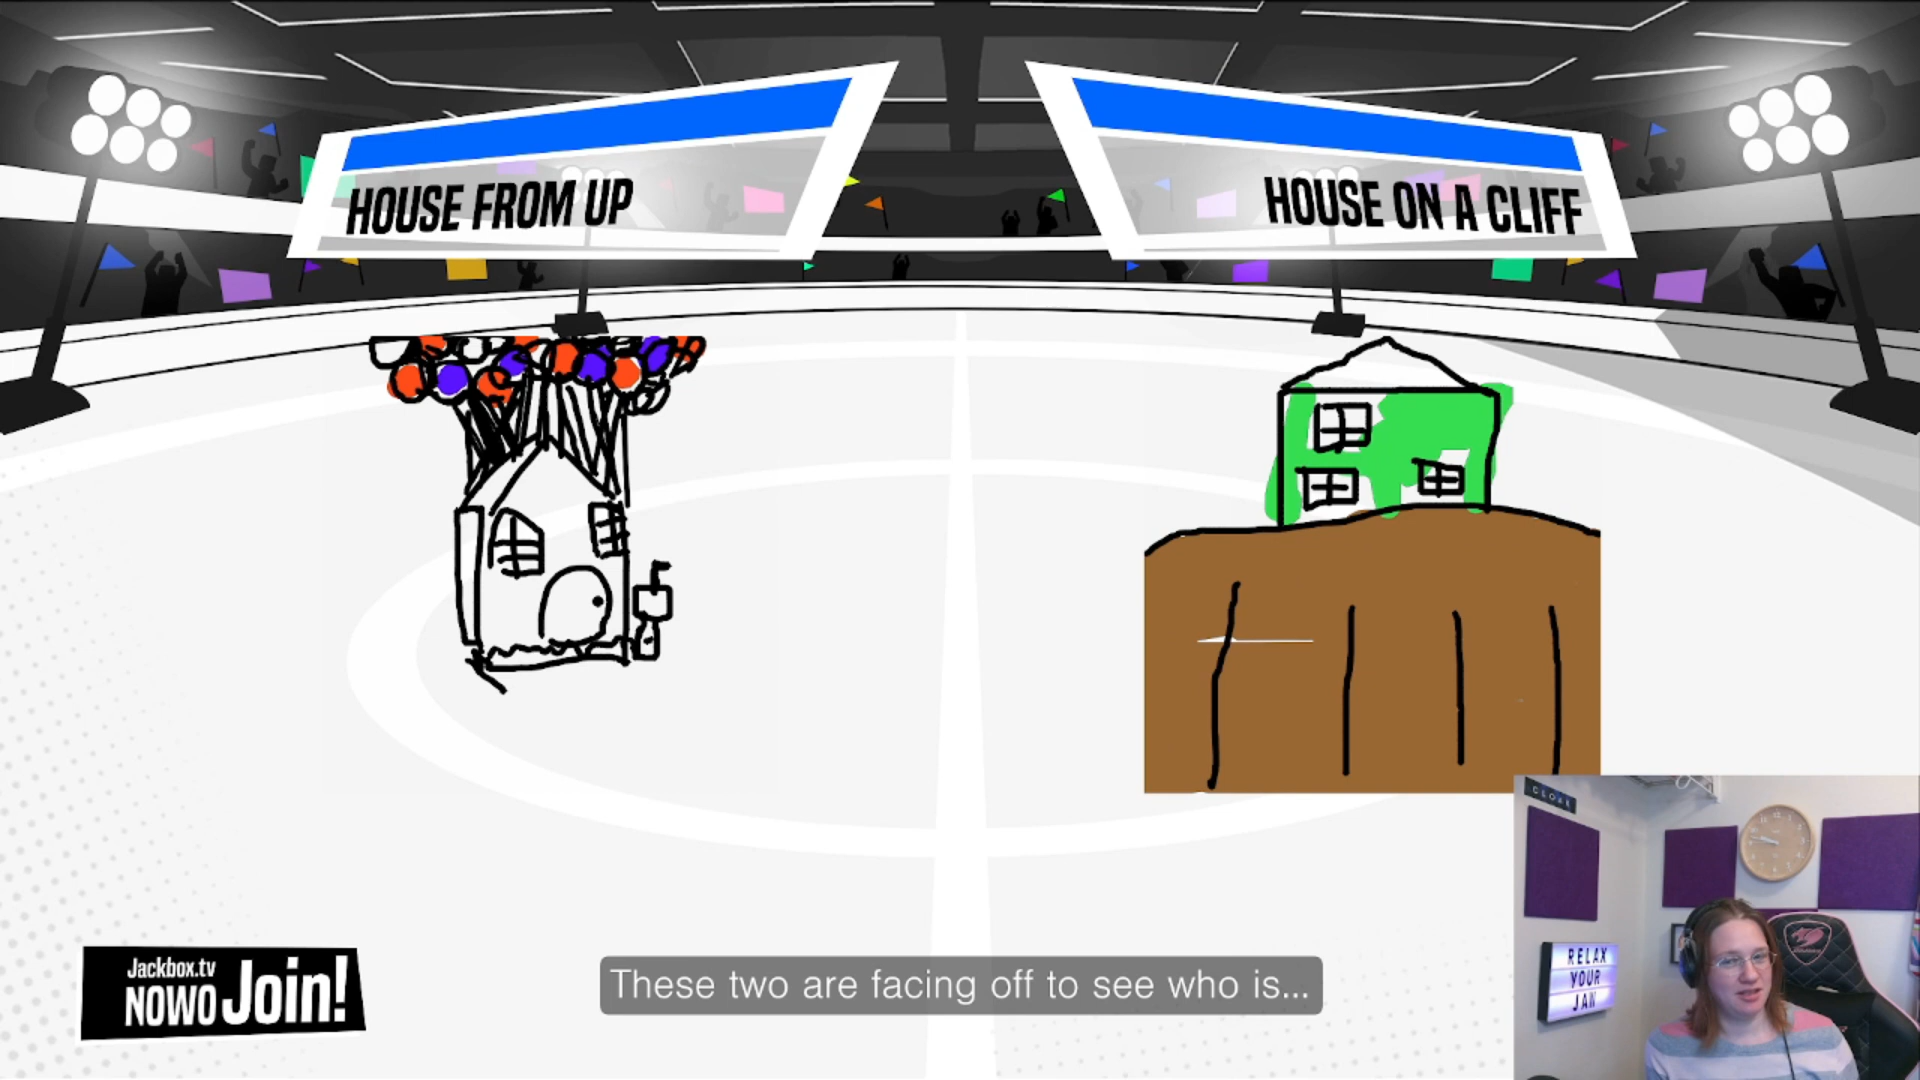 HOUSE FROM UP
HOUSE ON A CLIFF
CLOAK
RELAX
YOUR
JAW
Jackbox.tv
NOWO Join!
These two are facing off to see who is...